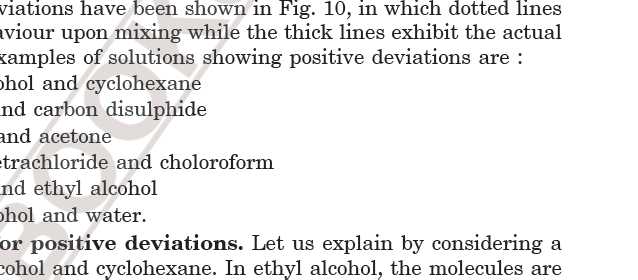 viations have been shown in Fig. 10, in which dotted lines
aviour upon mixing while the thick lines exhibit the actual
xamples of solutions showing positive deviations are :
ohol and cyclohexane
and carbon disulphide
and acetone
etrachloride and choloroform
and ethyl alcohol
ohol and water.
or positive deviations. Let us explain by considering a
cohol and cyclohexane. In ethyl alcohol, the molecules are
BOOK